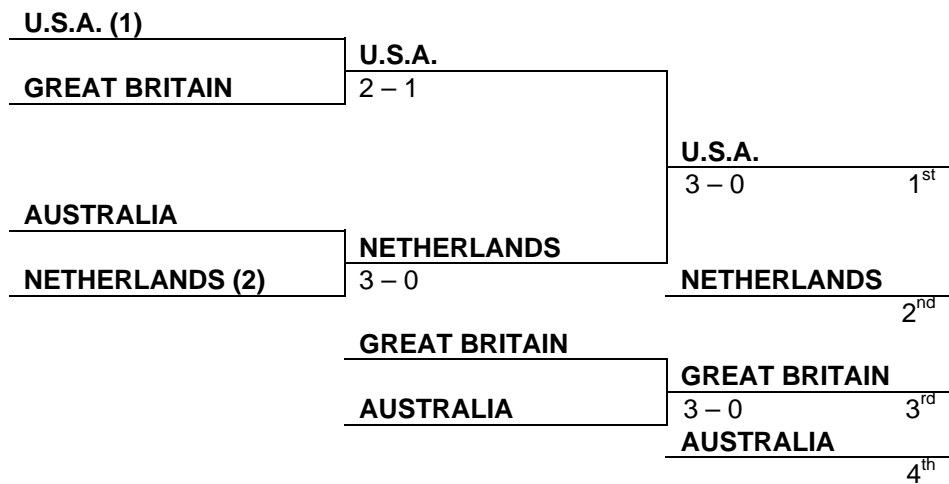 U.S.A. (1)
U.S.A.
GREAT BRITAIN
2 – 1
U.S.A.
3 – 0 1st
AUSTRALIA
NETHERLANDS
NETHERLANDS (2)
3 – 0
NETHERLANDS
2nd
GREAT BRITAIN
GREAT BRITAIN
AUSTRALIA
3 – 0 3rd
AUSTRALIA
4th